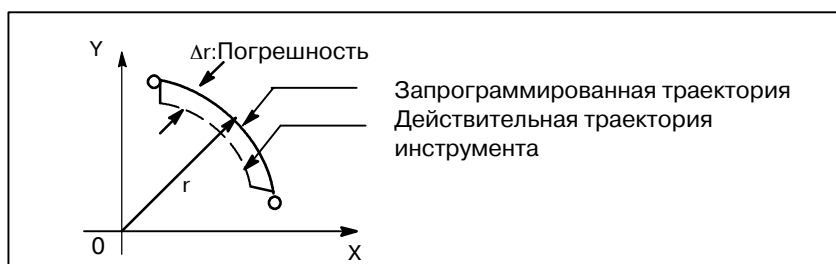 Y
Δr:Погрешность
Запрограммированная траектория
Действительная траектория
инструмента
r
0
X